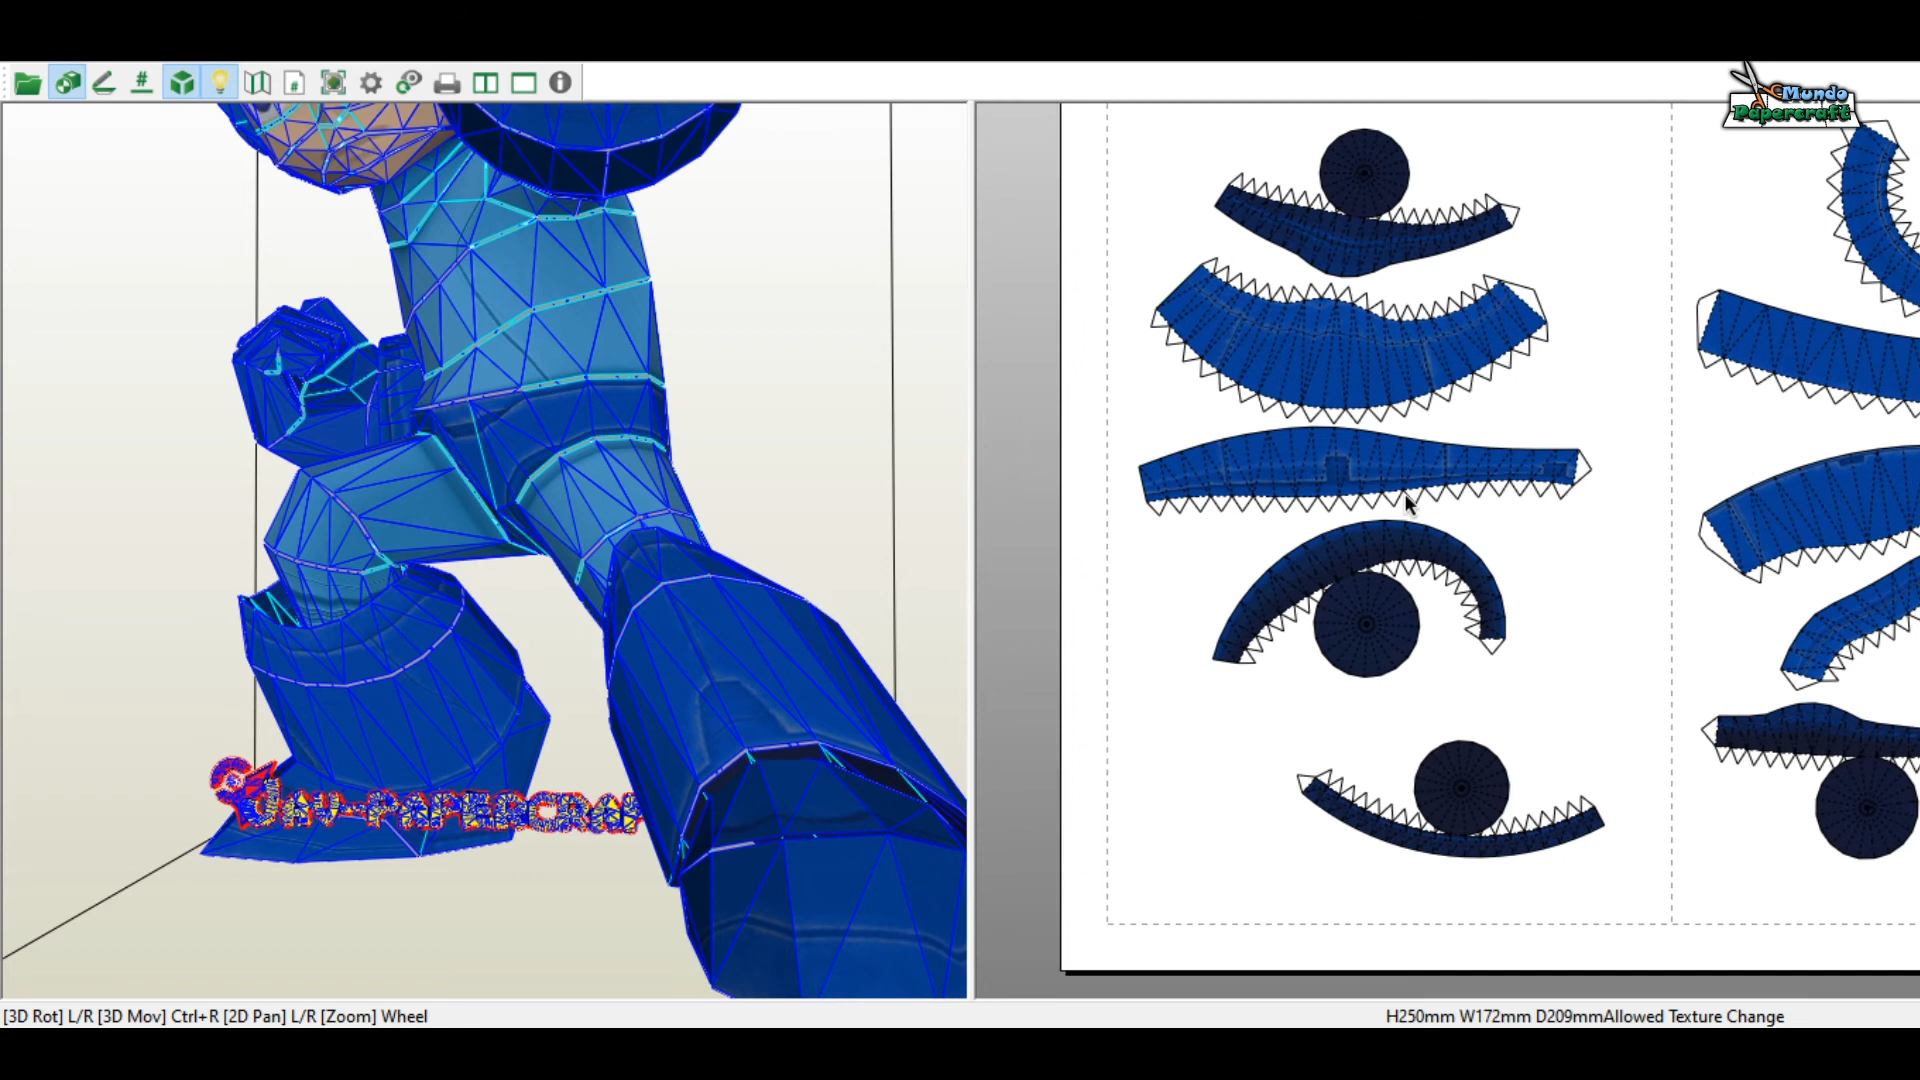 Mundo
Papercraft
[3D Rot] L/R [3D Mov] Ctrl+R [2D Pan] L/R [Zoom] Wheel
H250mm W172mm D209mmAllowed Texture Change